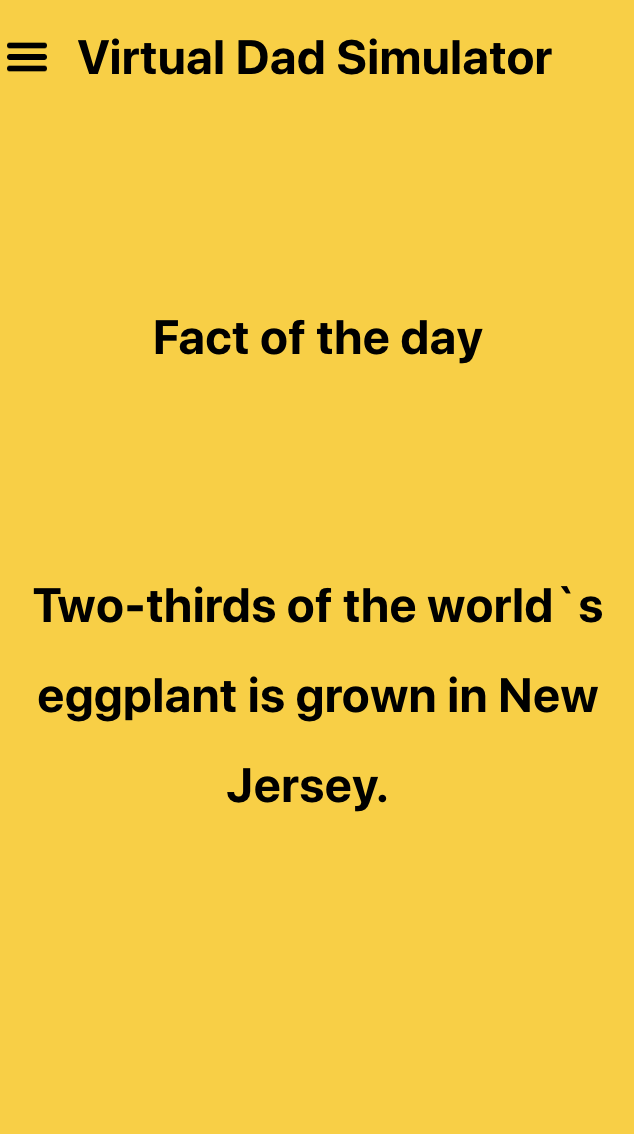 Virtual Dad Simulator
Fact of the day
Two-thirds of the world`s
eggplant is grown in New
Jersey.